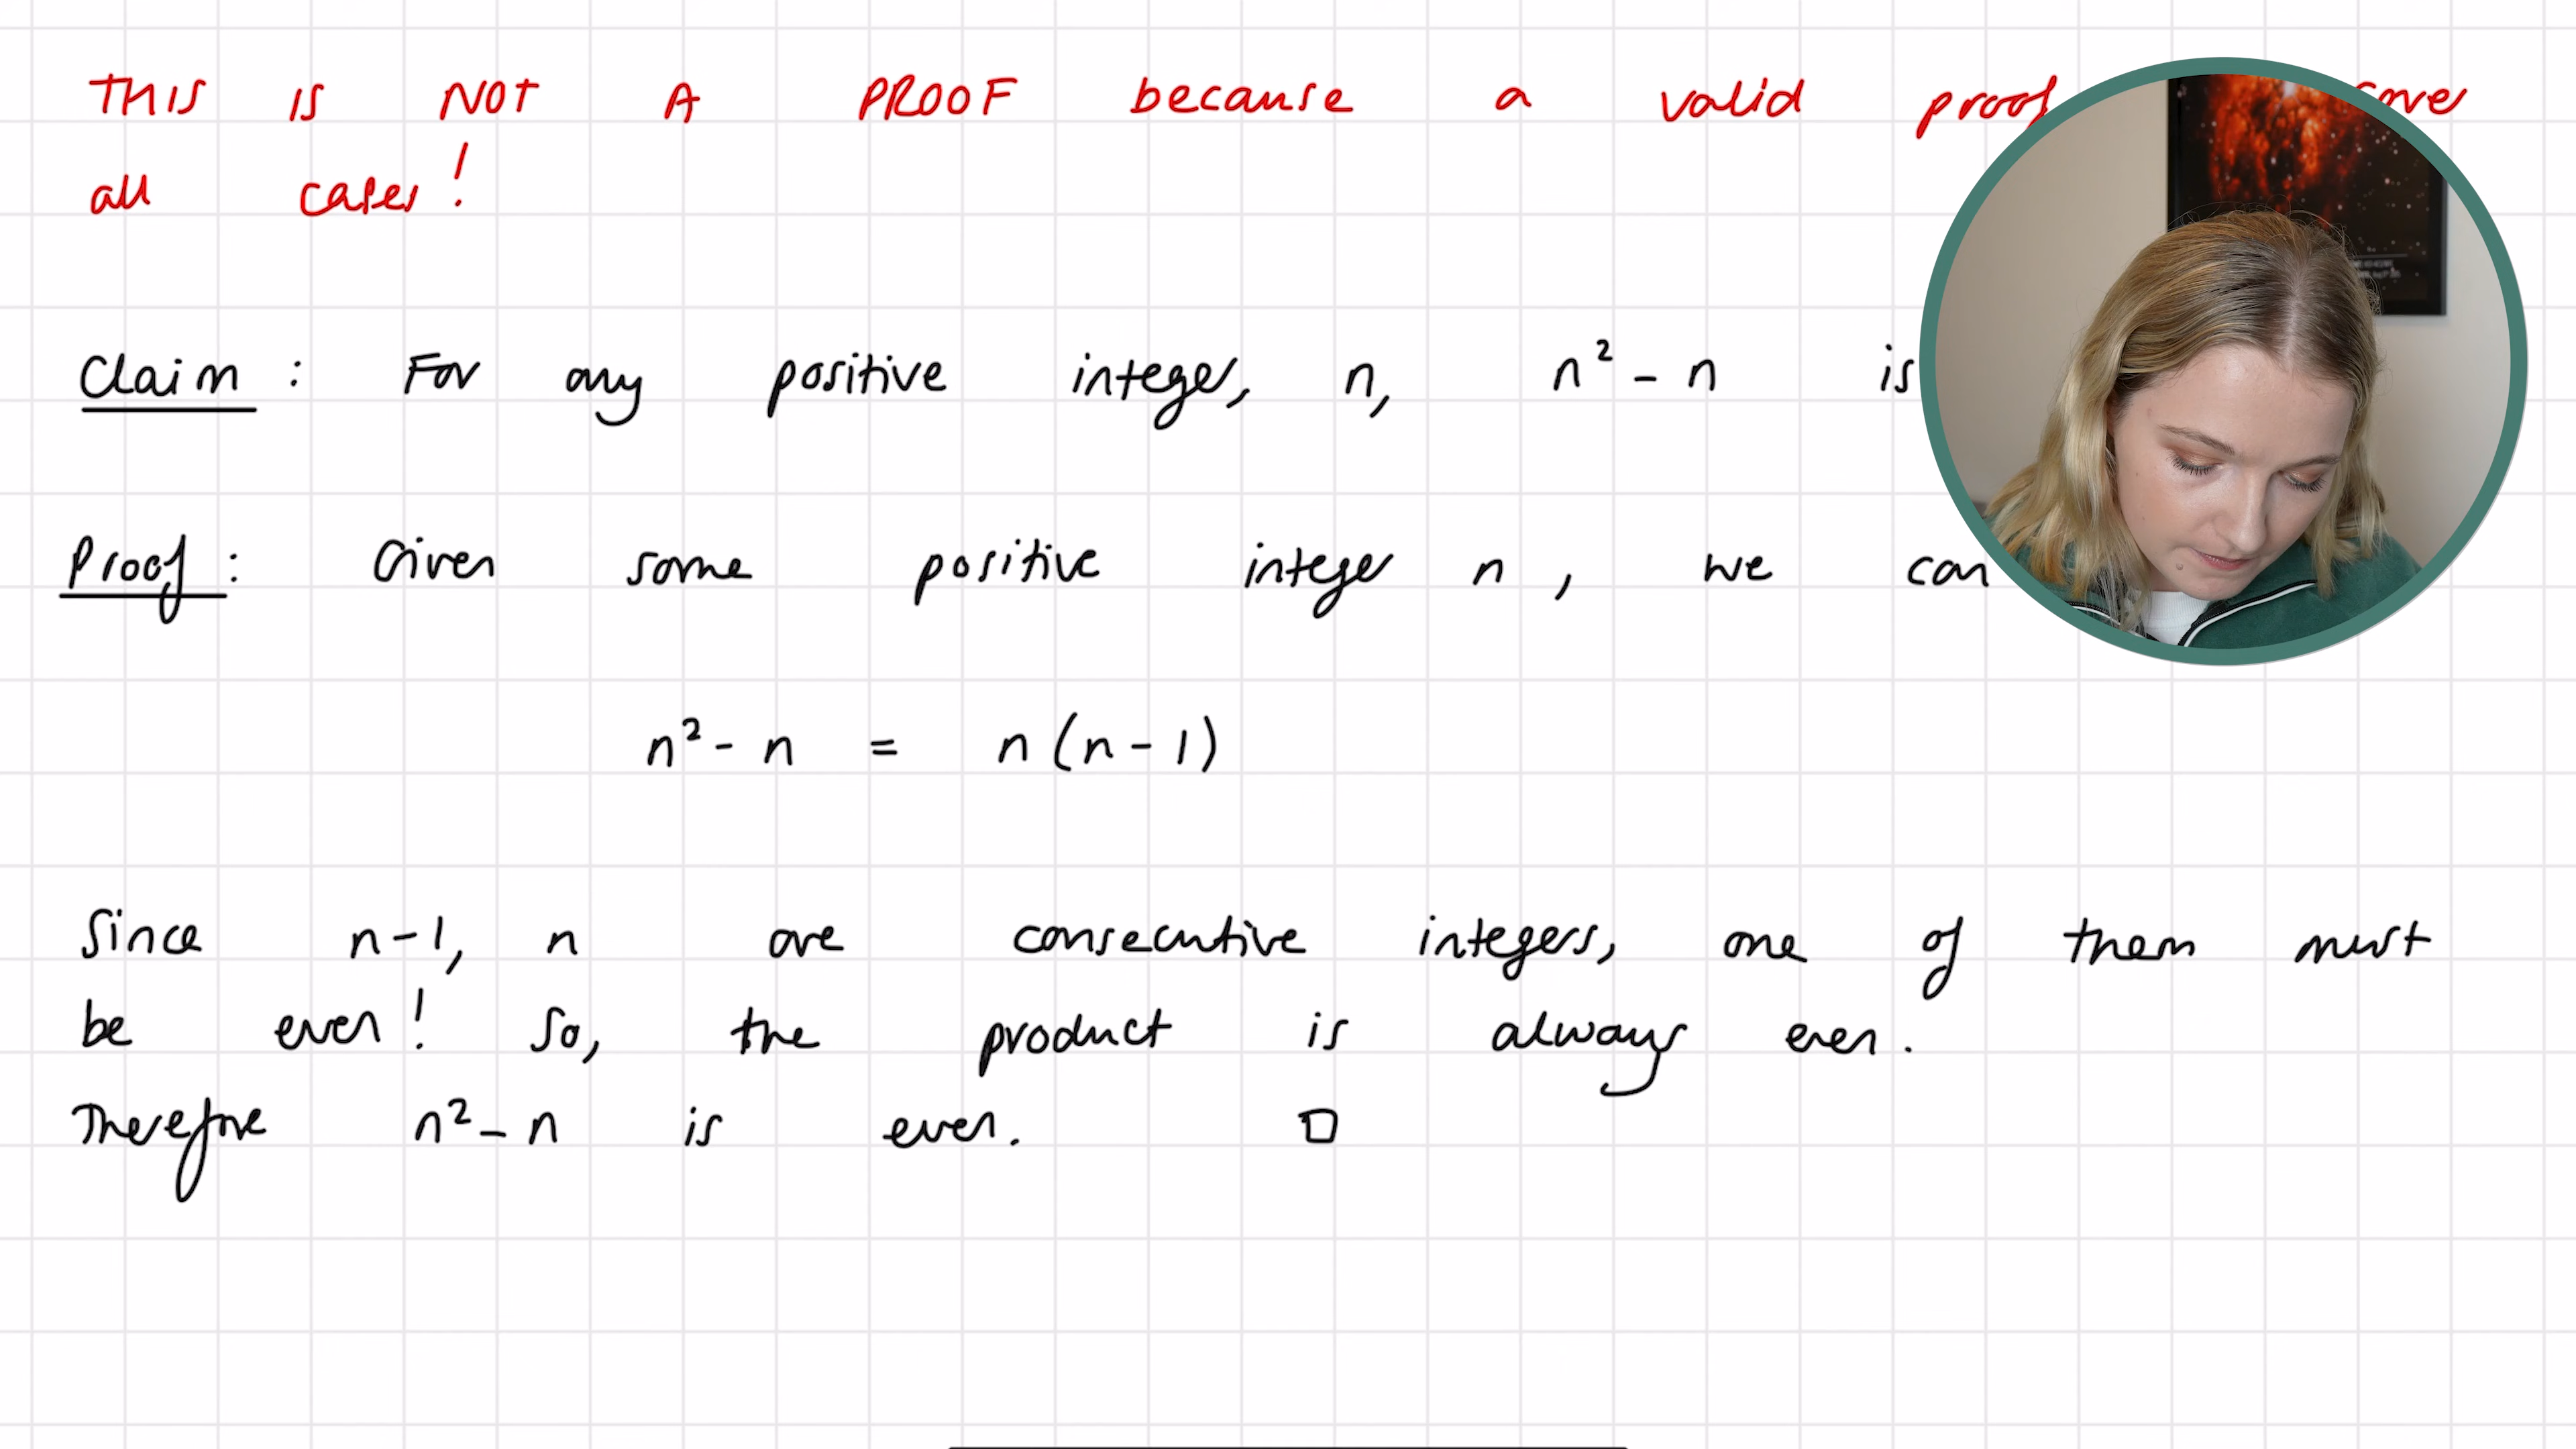 THIS IS NOT A PROOF because a valid proof
all cases!
Claim: For any positive integer, n, n² - n is
Proof: Given some positive integer n, we can
n² - n = n(n - 1)
Since n-1, n are consecutive integers, one of them must
be even! So, the product is always even.
Therefore n² - n is even. □